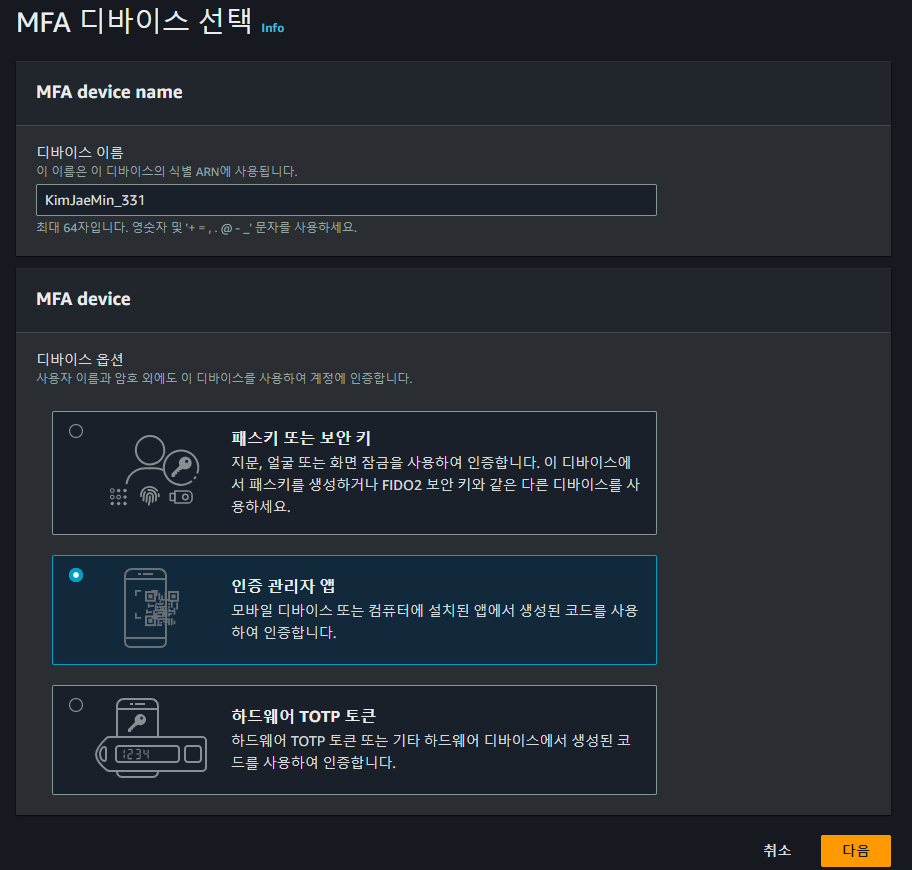 MFA 디바이스 선택 Info
MFA device name
디바이스 이름
이 이름은 이 디바이스의 식별 ARN에 사용됩니다.
KimJaeMin_331
최대 64자입니다. 영숫자 및 '+ = , . @ - _' 문자를 사용하세요.
MFA device
디바이스 옵션
사용자 이름과 암호 외에도 이 디바이스를 사용하여 계정에 인증합니다.
패스키 또는 보안 키
지문, 얼굴 또는 화면 잠금을 사용하여 인증합니다. 이 디바이스에
서 패스키를 생성하거나 FIDO2 보안 키와 같은 다른 디바이스를 사
용하세요.
인증 관리자 앱
모바일 디바이스 또는 컴퓨터에 설치된 앱에서 생성된 코드를 사용
하여 인증합니다.
하드웨어 TOTP 토큰
1234
하드웨어 TOTP 토큰 또는 기타 하드웨어 디바이스에서 생성된 코
드를 사용하여 인증합니다.
취소
다음